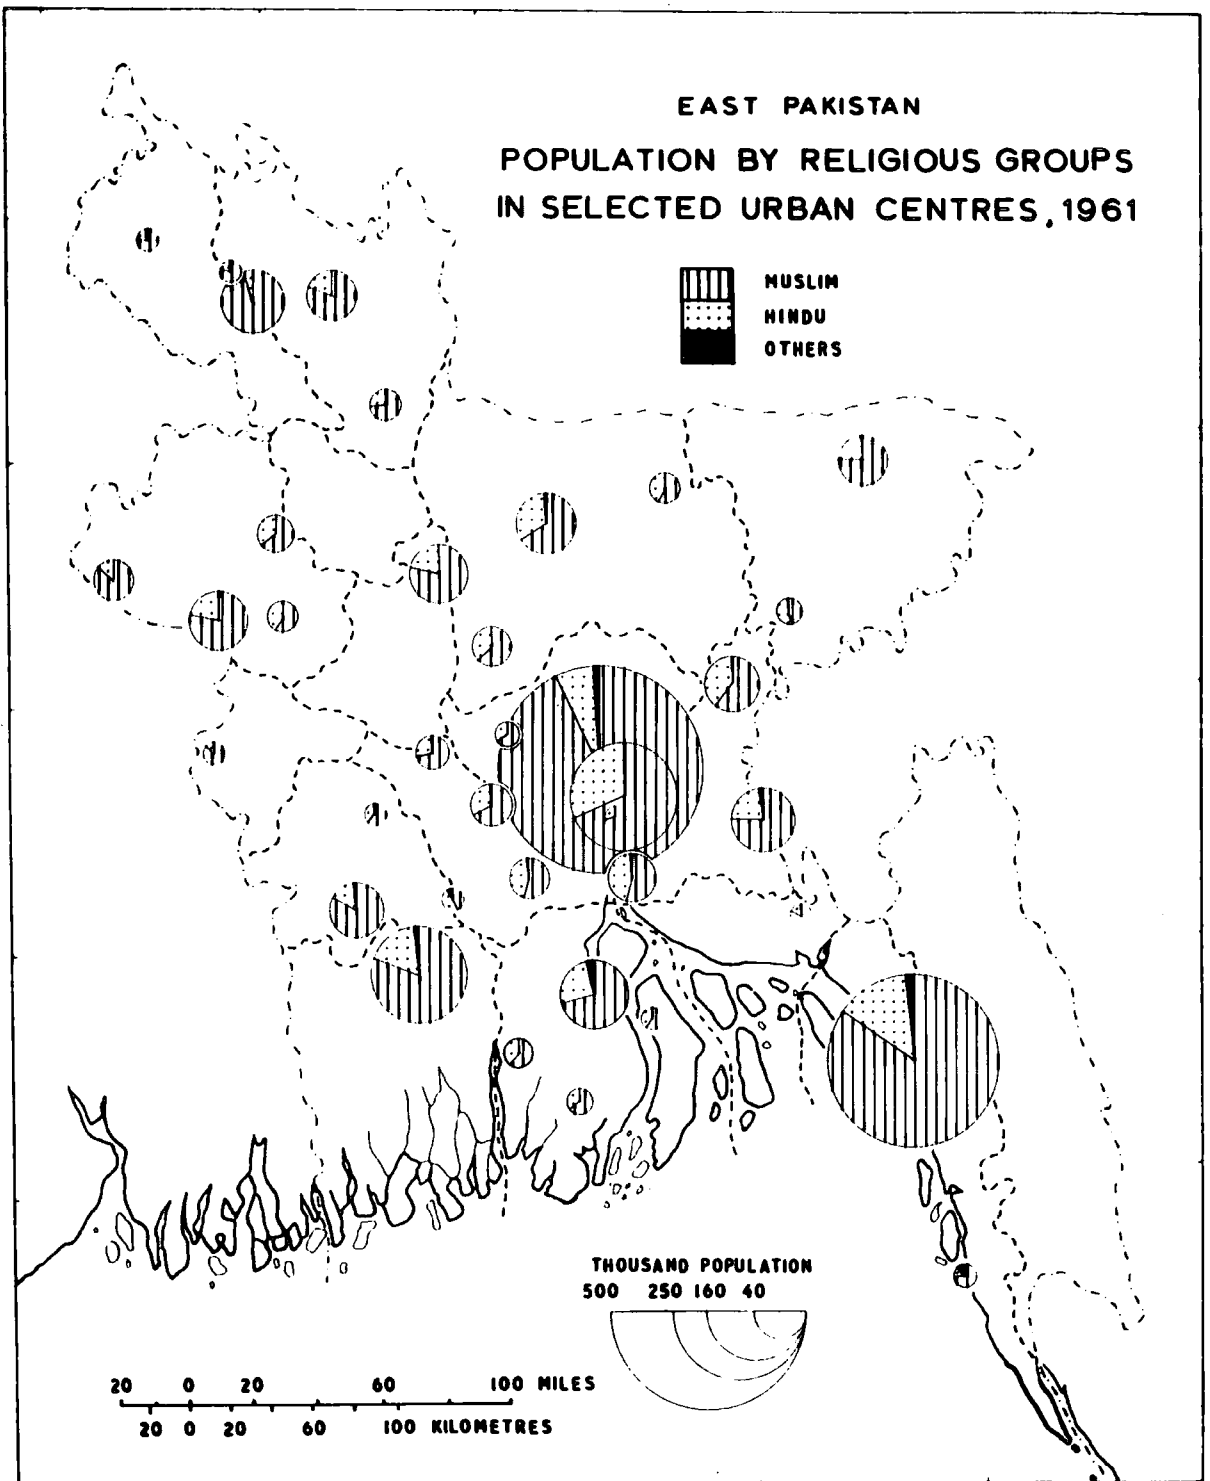 EAST PAKISTAN
POPULATION BY RELIGIOUS GROUPS
IN SELECTED URBAN CENTRES, 1961
MUSLIM
HINDU
OTHERS
THOUSAND POPULATION
500 250 160 40
20 0 20 60 100 MILES
20 0 20 60 100 KILOMETRES